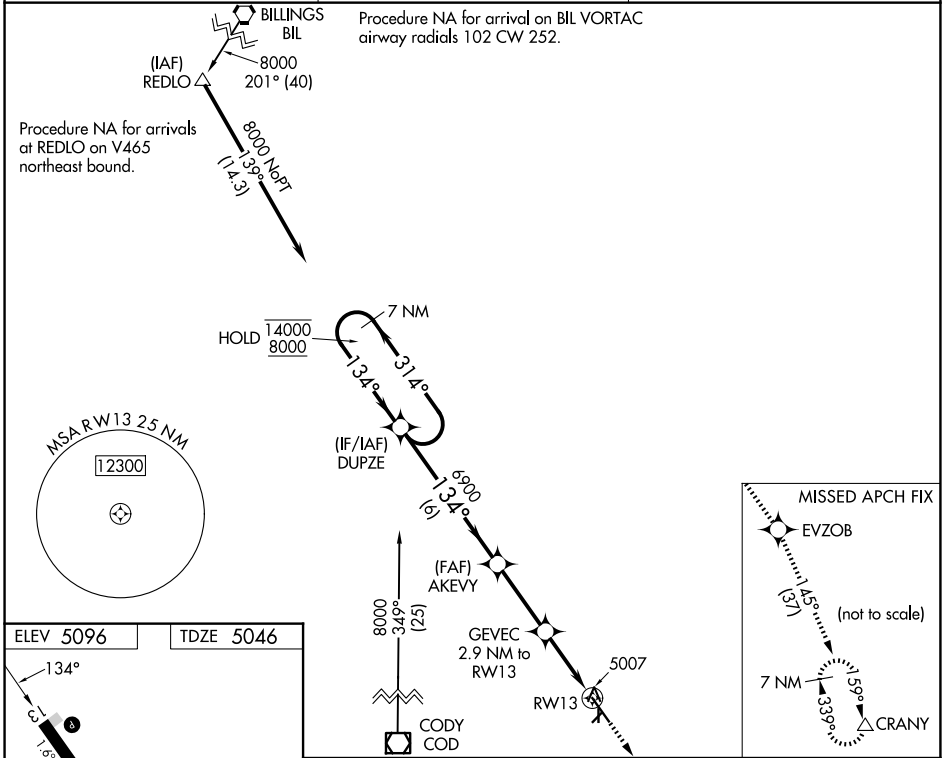 BILLINGS
BIL
Procedure NA for arrival on BIL VORTAC
airway radials 102 CW 252.
8000
201° (40)
(IAF)
REDLO
Procedure NA for arrivals
at REDLO on V465
northeast bound.
8000 NoPT
139°
(14.3)
7 NM
HOLD 14000
8000
134°
314°
MSA RW13 25 NM
12300
(IF/IAF)
DUPZE
6900
134°
(6)
MISSED APCH FIX
EVZOB
145°
(37)
(not to scale)
7 NM
159°
339°
CRANY
(FAF)
AKEVY
8000
349°
(25)
GEVEC
2.9 NM to
RW13
5007
RW13
CODY
COD
ELEV 5096
TDZE 5046
134°
13
P
1.6°